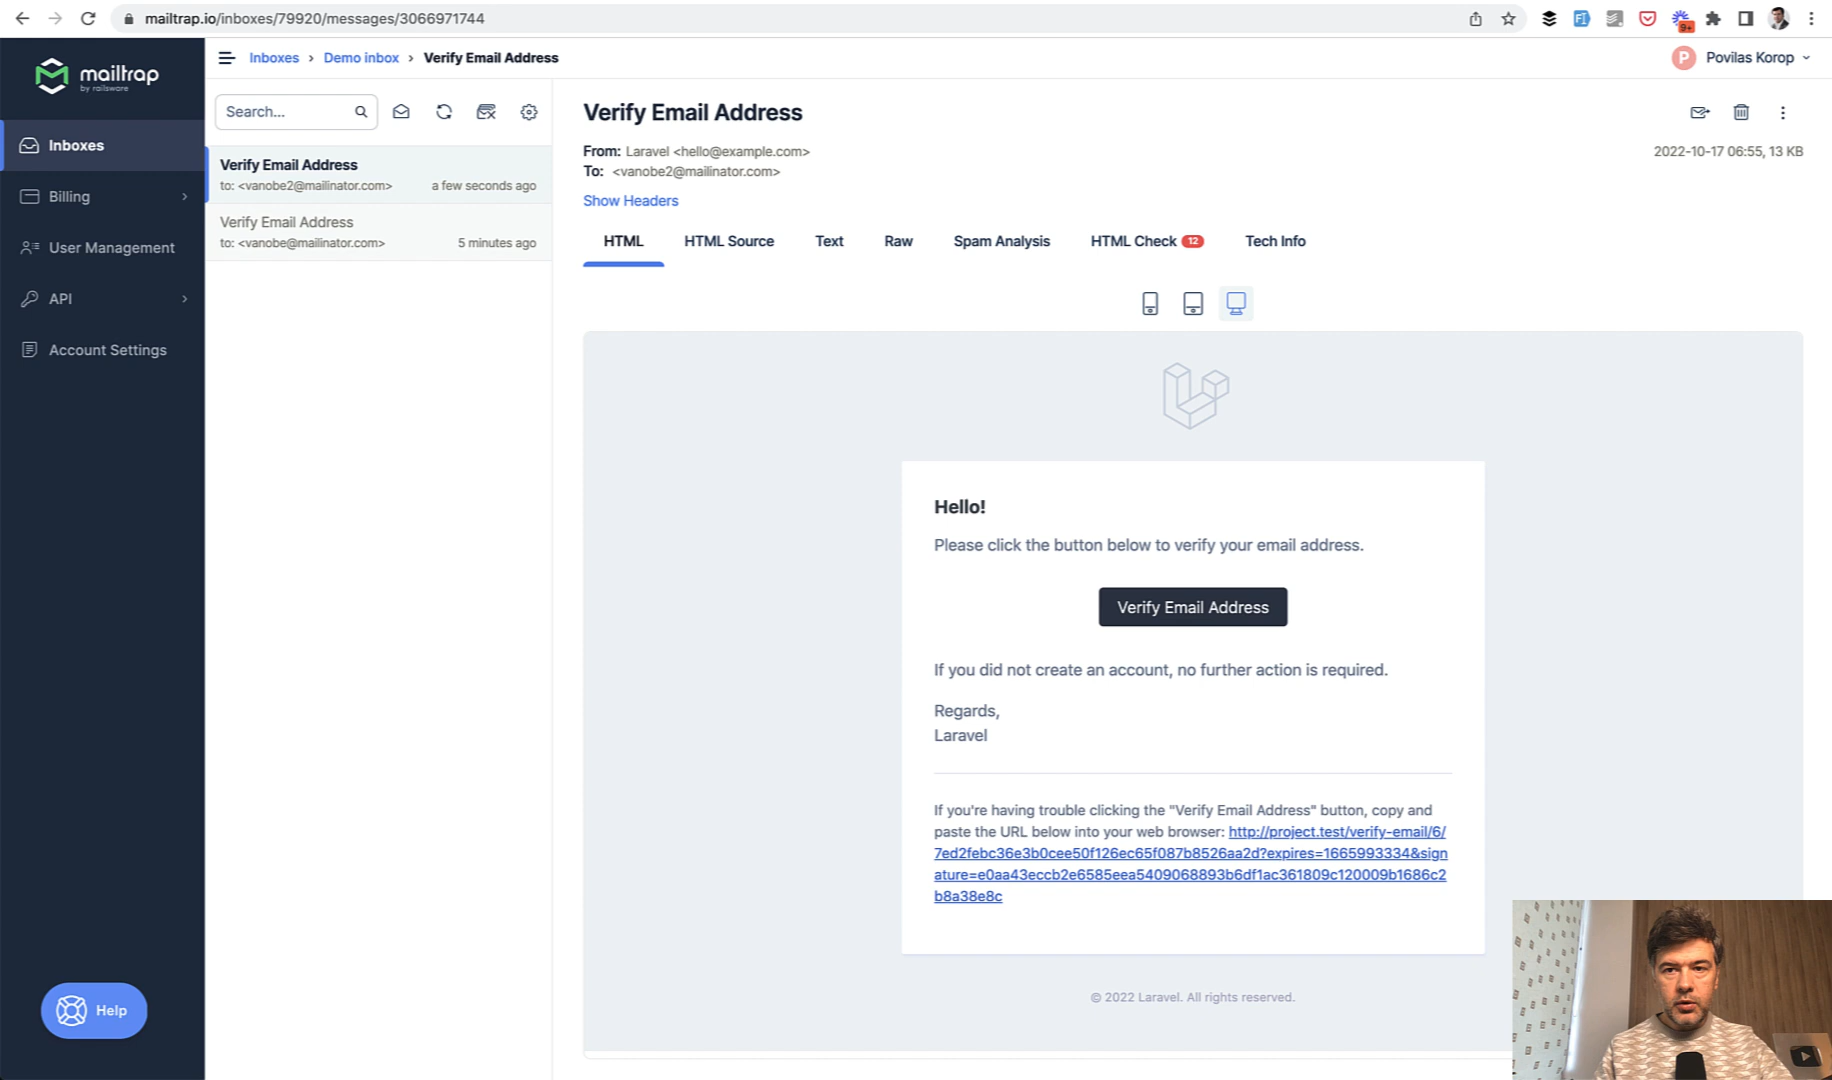 mailtrap.io/inboxes/79920/messages/3066971744
9+
mailtrap
by railsware
Inboxes › Demo inbox › Verify Email Address
P Povilas Korop
Inboxes
Billing
User Management
API
Account Settings
Help
Search...
Verify Email Address
to: <vanobe2@mailinator.com> a few seconds ago
Verify Email Address
to: <vanobe@mailinator.com> 5 minutes ago
Verify Email Address
From: Laravel <hello@example.com>
2022-10-17 06:55, 13 KB
To: <vanobe2@mailinator.com>
Show Headers
HTML HTML Source Text Raw Spam Analysis HTML Check 12 Tech Info
Hello!
Please click the button below to verify your email address.
Verify Email Address
If you did not create an account, no further action is required.
Regards,
Laravel
If you're having trouble clicking the "Verify Email Address" button, copy and
paste the URL below into your web browser: http://project.test/verify-email/6/
7ed2febc36e3b0cee50f126ec65f087b8526aa2d?expires=1665993334&sign
ature=e0aa43eccb2e6585eea5409068893b6df1ac361809c120009b1686c2
b8a38e8c
© 2022 Laravel. All rights reserved.